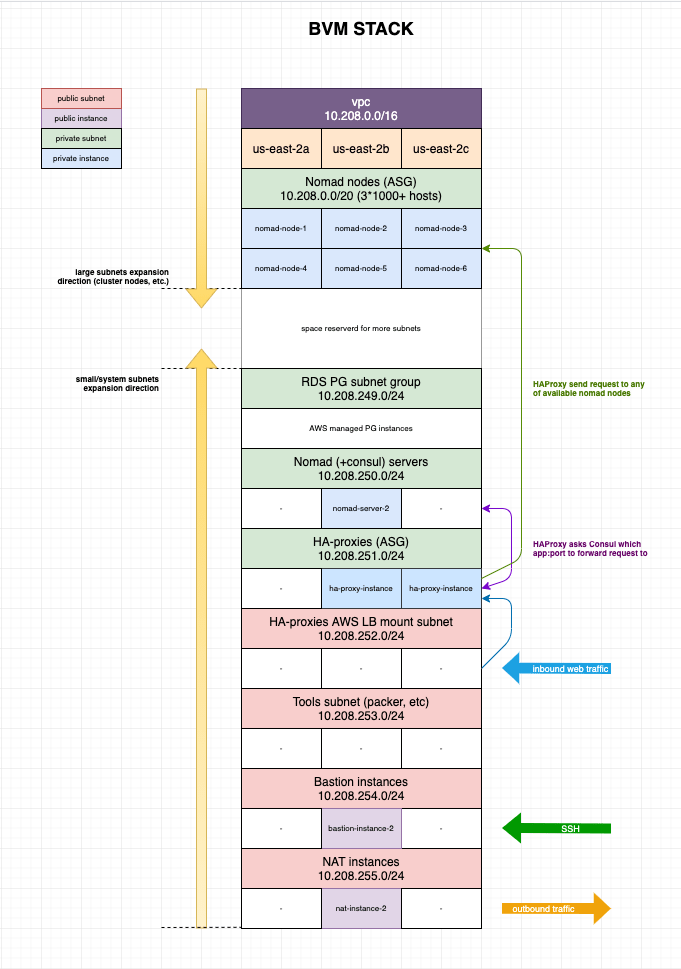 BVM STACK
public subnet
public instance
private subnet
private instance
vpc
10.208.0.0/16
us-east-2a
us-east-2b
us-east-2c
Nomad nodes (ASG)
10.208.0.0/20 (3*1000+ hosts)
nomad-node-1
nomad-node-2
nomad-node-3
nomad-node-4
nomad-node-5
nomad-node-6
large subnets expansion
direction (cluster nodes, etc.)
space reserverd for more subnets
small/system subnets
expansion direction
RDS PG subnet group
10.208.249.0/24
HAProxy send request to any
of available nomad nodes
AWS managed PG instances
Nomad (+consul) servers
10.208.250.0/24
-
nomad-server-2
-
HA-proxies (ASG)
10.208.251.0/24
HAProxy asks Consul which
app:port to forward request to
-
ha-proxy-instance
ha-proxy-instance
HA-proxies AWS LB mount subnet
10.208.252.0/24
-
-
-
inbound web traffic
Tools subnet (packer, etc)
10.208.253.0/24
-
-
-
Bastion instances
10.208.254.0/24
-
bastion-instance-2
-
SSH
NAT instances
10.208.255.0/24
-
nat-instance-2
-
outbound traffic